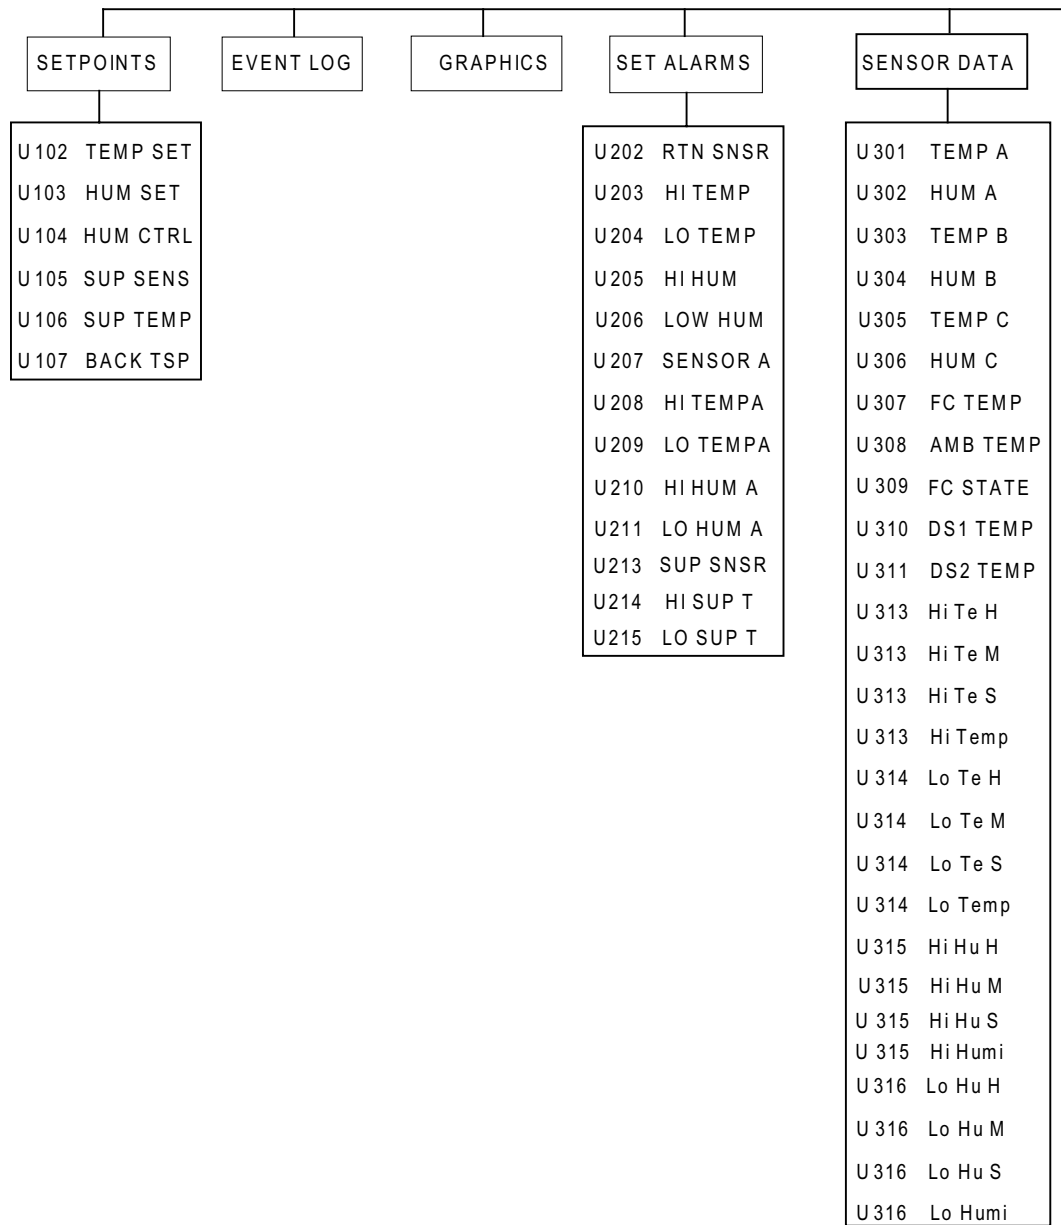 SETPOINTS
U102 TEMP SET
U103 HUM SET
U104 HUM CTRL
U105 SUP SENS
U106 SUP TEMP
U107 BACK TSP
EVENT LOG
GRAPHICS
SET ALARMS
U202 RTN SNSR
U203 HI TEMP
U204 LO TEMP
U205 HI HUM
U206 LOW HUM
U207 SENSOR A
U208 HI TEMPA
U209 LO TEMPA
U210 HI HUM A
U211 LO HUM A
U213 SUP SNSR
U214 HI SUP T
U215 LO SUP T
SENSOR DATA
U301 TEMP A
U302 HUM A
U303 TEMP B
U304 HUM B
U305 TEMP C
U306 HUM C
U307 FC TEMP
U308 AMB TEMP
U309 FC STATE
U310 DS1 TEMP
U311 DS2 TEMP
U313 Hi Te H
U313 Hi Te M
U313 Hi Te S
U313 Hi Temp
U314 Lo Te H
U314 Lo Te M
U314 Lo Te S
U314 Lo Temp
U315 Hi Hu H
U315 Hi Hu M
U315 Hi Hu S
U315 Hi Humi
U316 Lo Hu H
U316 Lo Hu M
U316 Lo Hu S
U316 Lo Humi